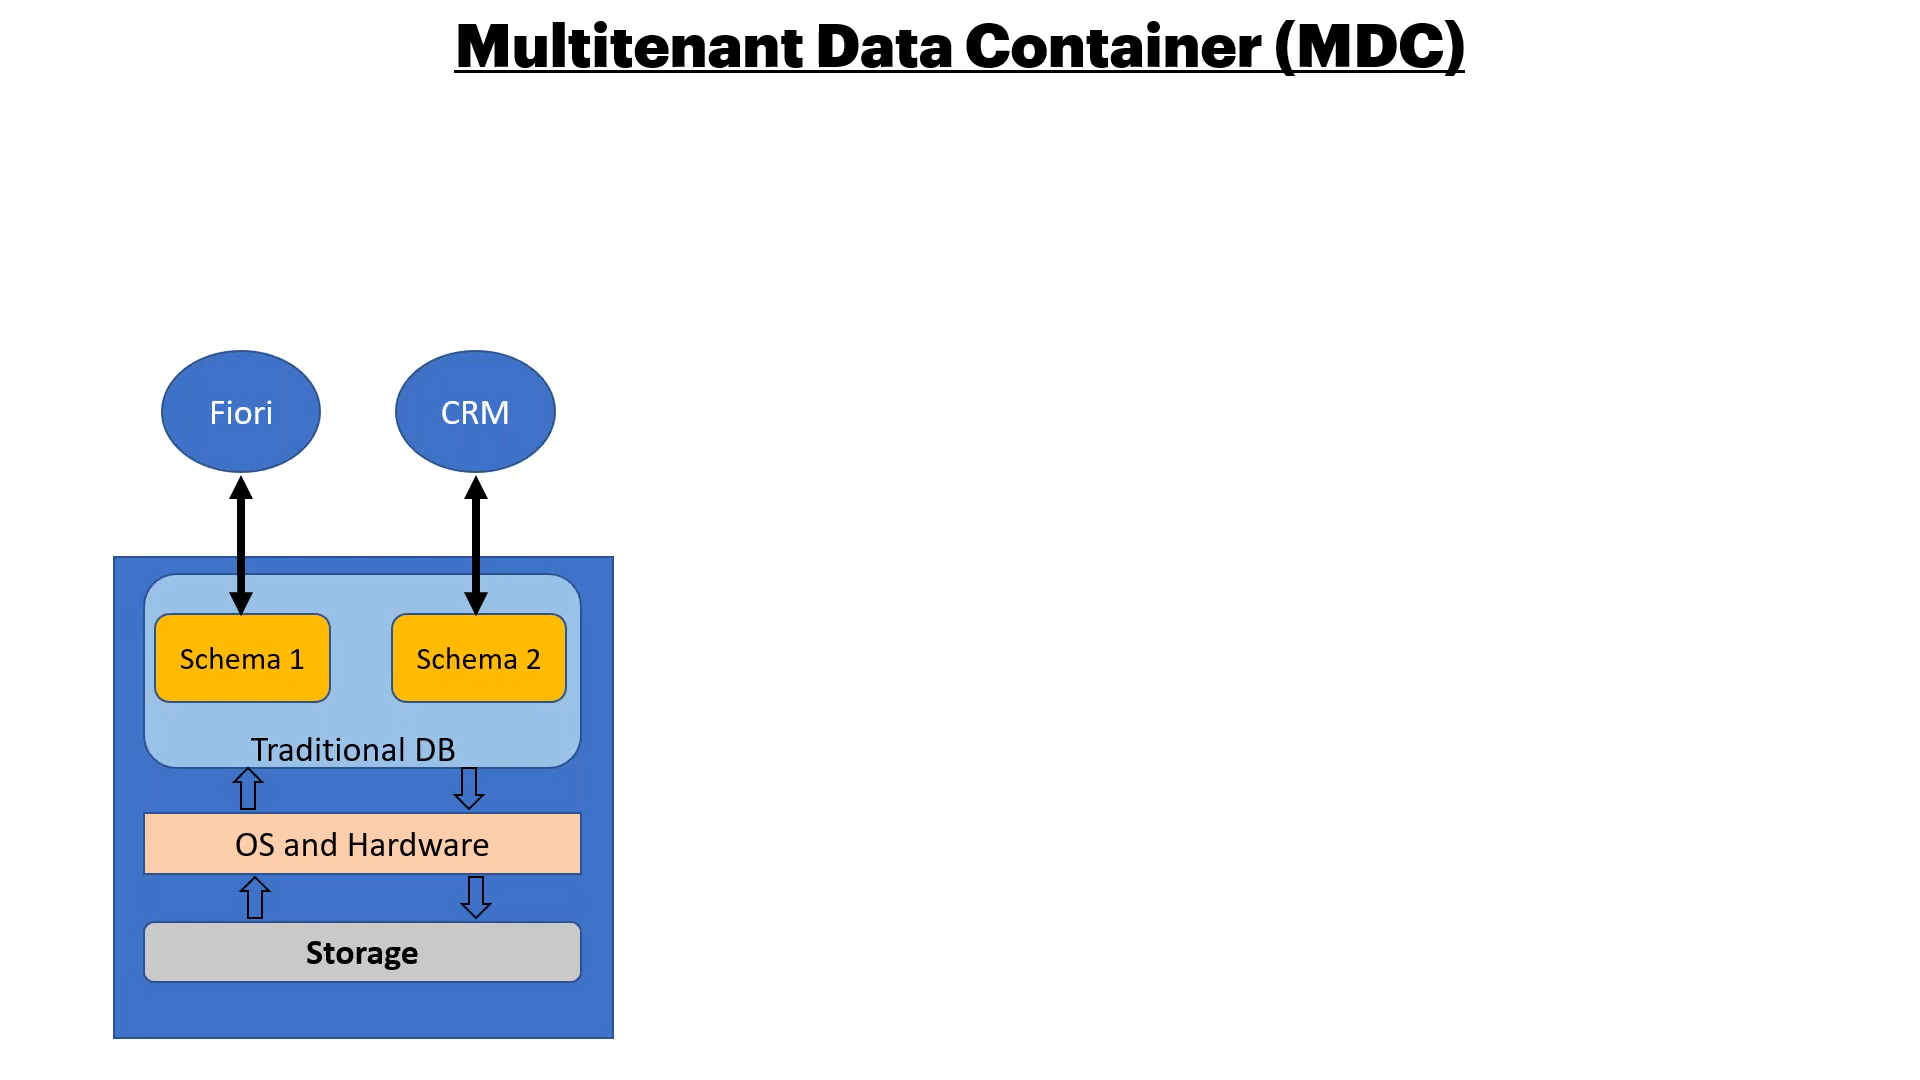 Multitenant Data Container (MDC)
Fiori
CRM
Schema 1
Schema 2
Traditional DB
OS and Hardware
Storage